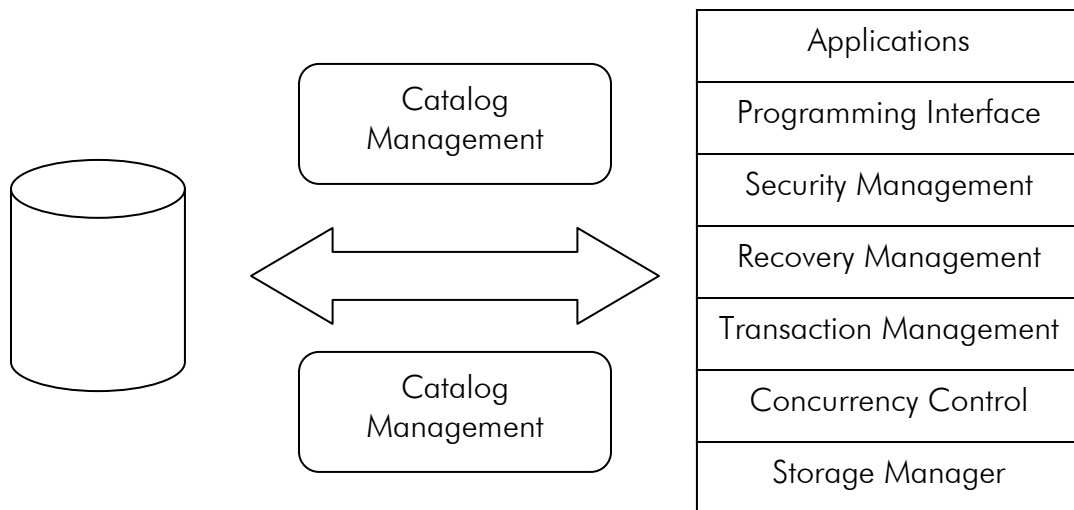 Catalog
Management
Catalog
Management
Applications
Programming Interface
Security Management
Recovery Management
Transaction Management
Concurrency Control
Storage Manager